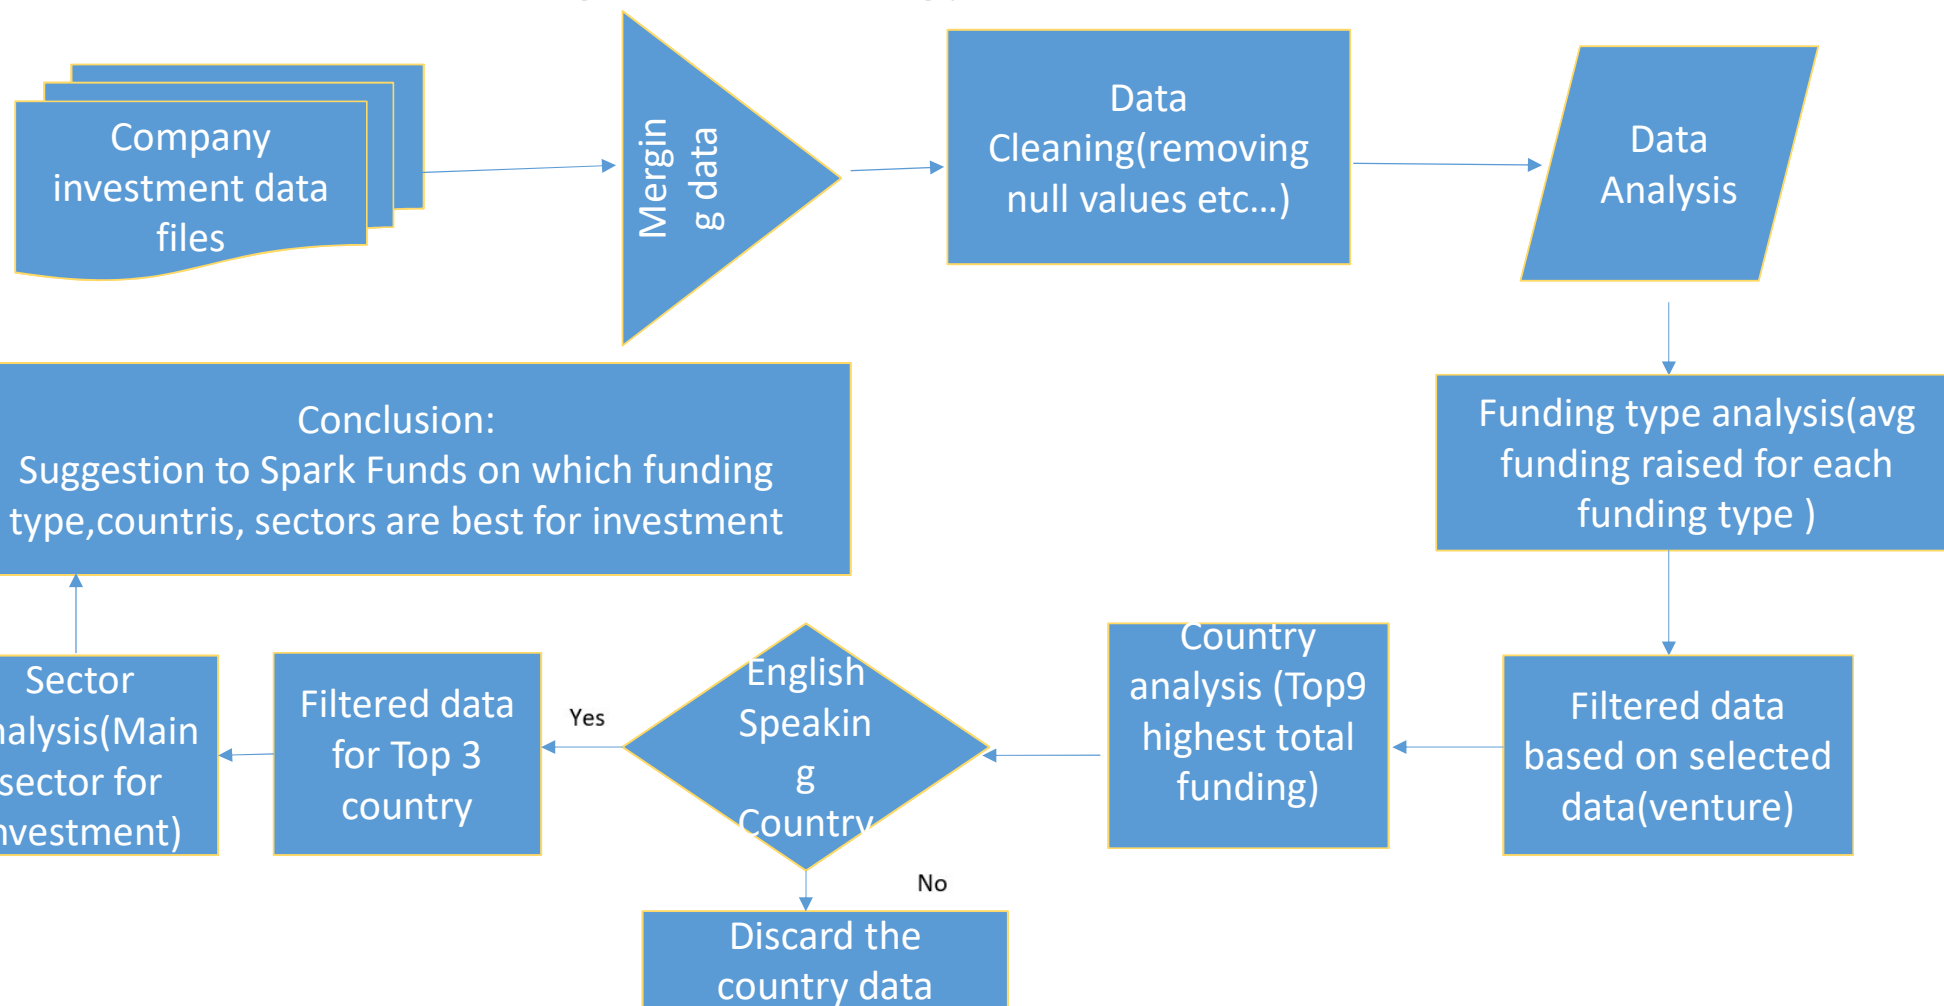 Company
investment data
files
Mergin
g data
Data
Cleaning(removing
null values etc...)
Data
Analysis
Funding type analysis(avg
funding raised for each
funding type )
Filtered data
based on selected
data(venture)
Country
analysis (Top9
highest total
funding)
English
Speakin
g
Country
Yes
No
Discard the
country data
Filtered data
for Top 3
country
Sector
nalysis(Main
sector for
nvestment)
Conclusion:
Suggestion to Spark Funds on which funding
type,countris, sectors are best for investment